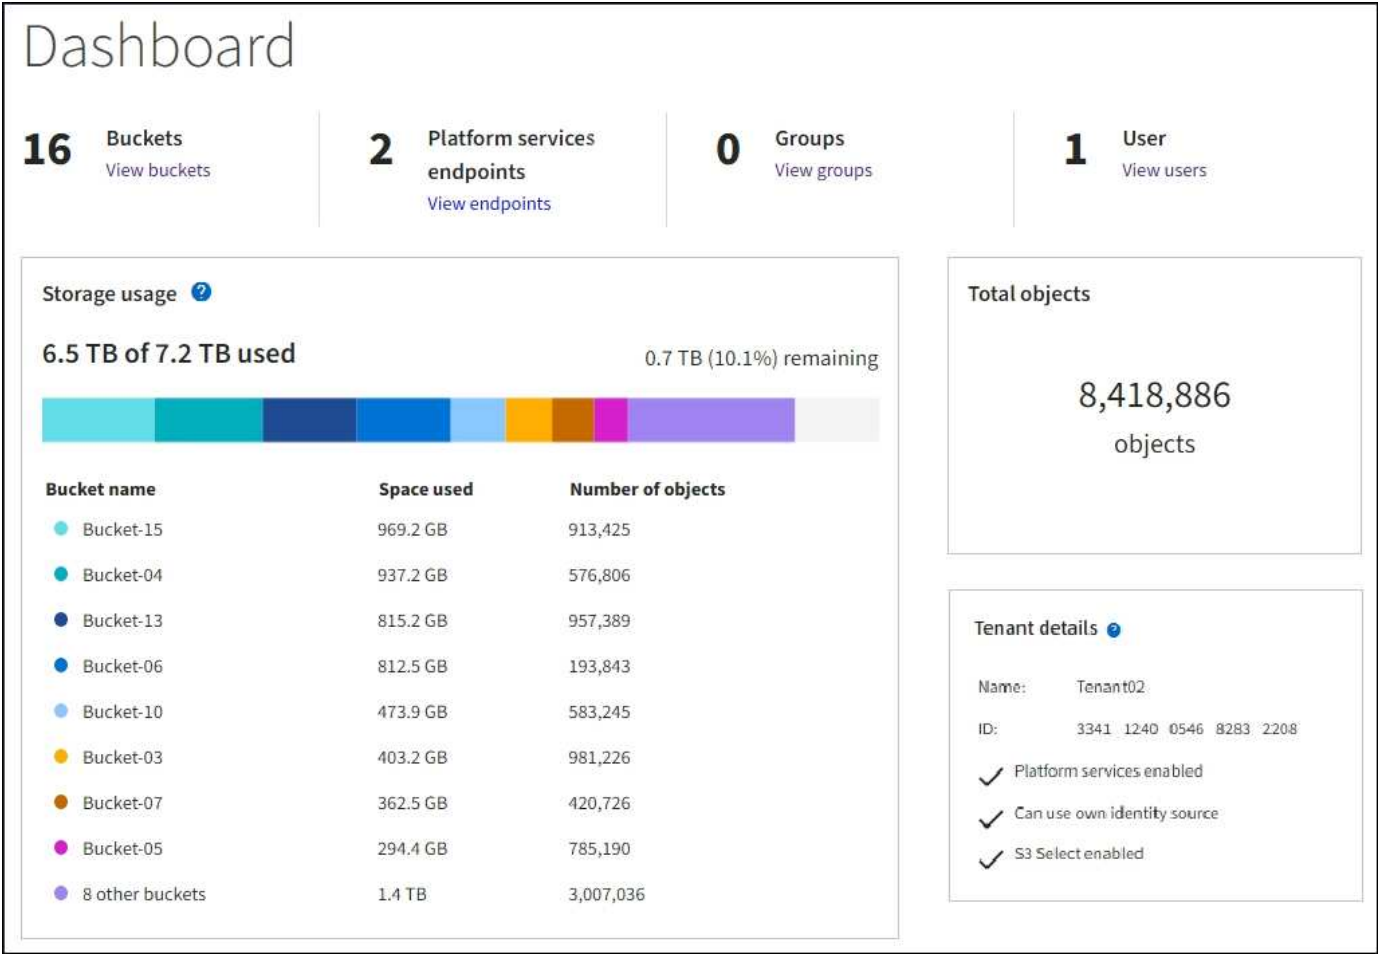 Dashboard
16 Buckets
View buckets
2 Platform services
endpoints
View endpoints
0 Groups
View groups
1 User
View users
Storage usage ?
6.5 TB of 7.2 TB used
0.7 TB (10.1%) remaining
Bucket name Space used Number of objects
Bucket-15 969.2 GB 913,425
Bucket-04 937.2 GB 576,806
Bucket-13 815.2 GB 957,389
Bucket-06 812.5 GB 193,843
Bucket-10 473.9 GB 583,245
Bucket-03 403.2 GB 981,226
Bucket-07 362.5 GB 420,726
Bucket-05 294.4 GB 785,190
8 other buckets 1.4 TB 3,007,036
Total objects
8,418,886
objects
Tenant details ?
Name: Tenant02
ID: 3341 1240 0546 8283 2208
Platform services enabled
Can use own identity source
S3 Select enabled